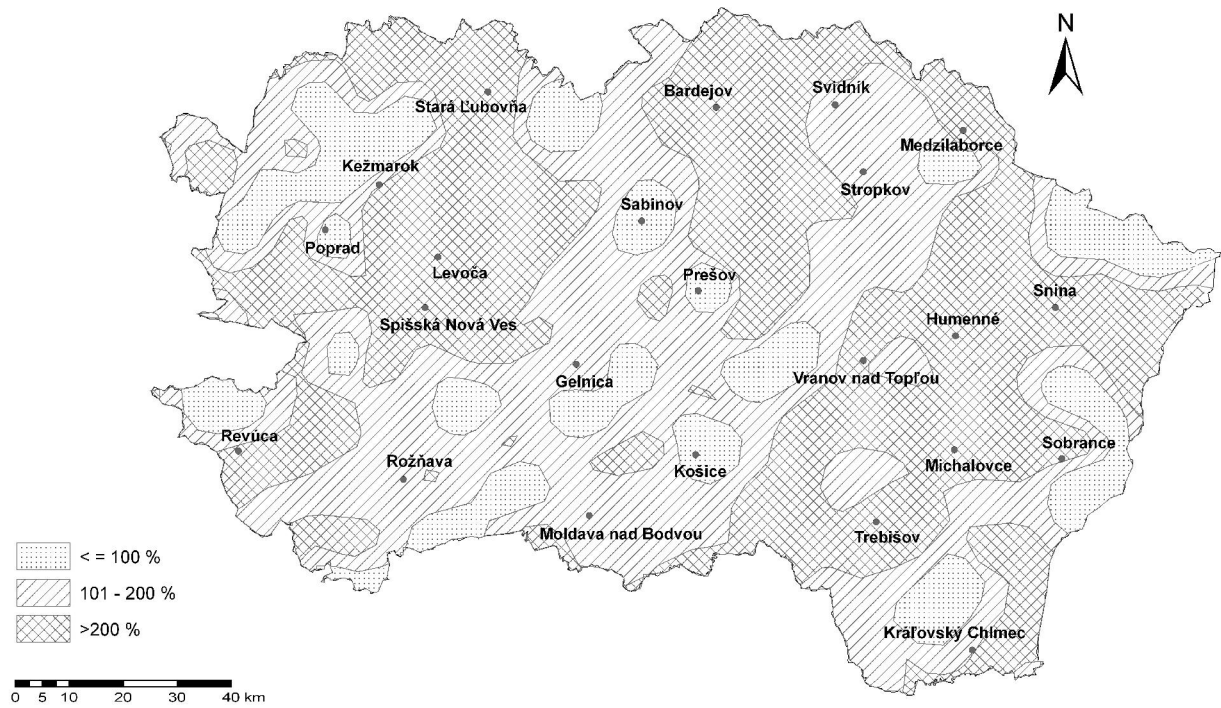 N
Stará Ľubovňa
Bardejov
Svidník
Medzilaborce
Kežmarok
Stropkov
Sabinov
Poprad
Levoča
Prešov
Snina
Spišská Nová Ves
Humenné
Gelnica
Vranov nad Topľou
Revúca
Rožňava
Košice
Michalovce
Sobrance
Moldava nad Bodvou
Trebišov
Kráľovský Chlmec
< = 100 %
101 - 200 %
>200 %
0 5 10 20 30 40 km